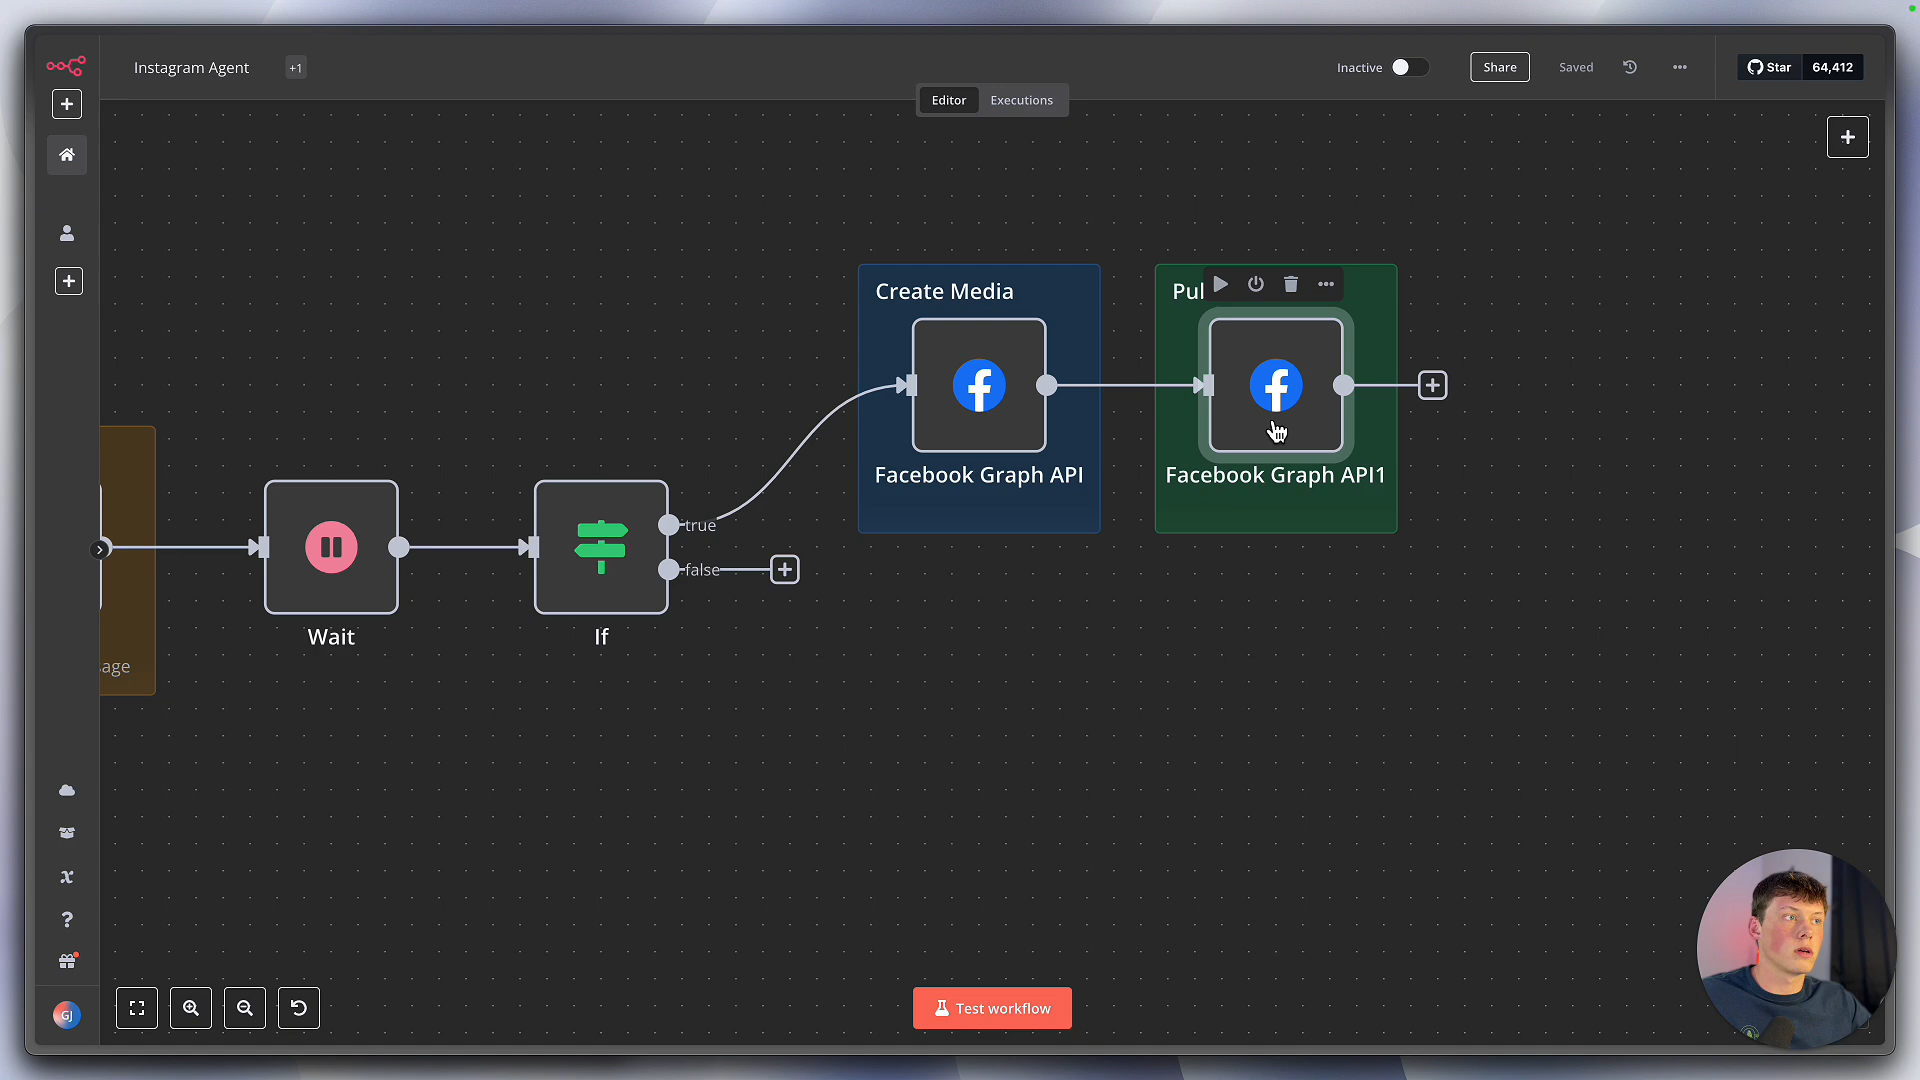 Instagram Agent
+1
Inactive
Share
Saved
Star
64,412
Editor
Executions
Create Media
Pul
Facebook Graph API
Facebook Graph API1
true
false
Wait
If
sage
GJ
Test workflow